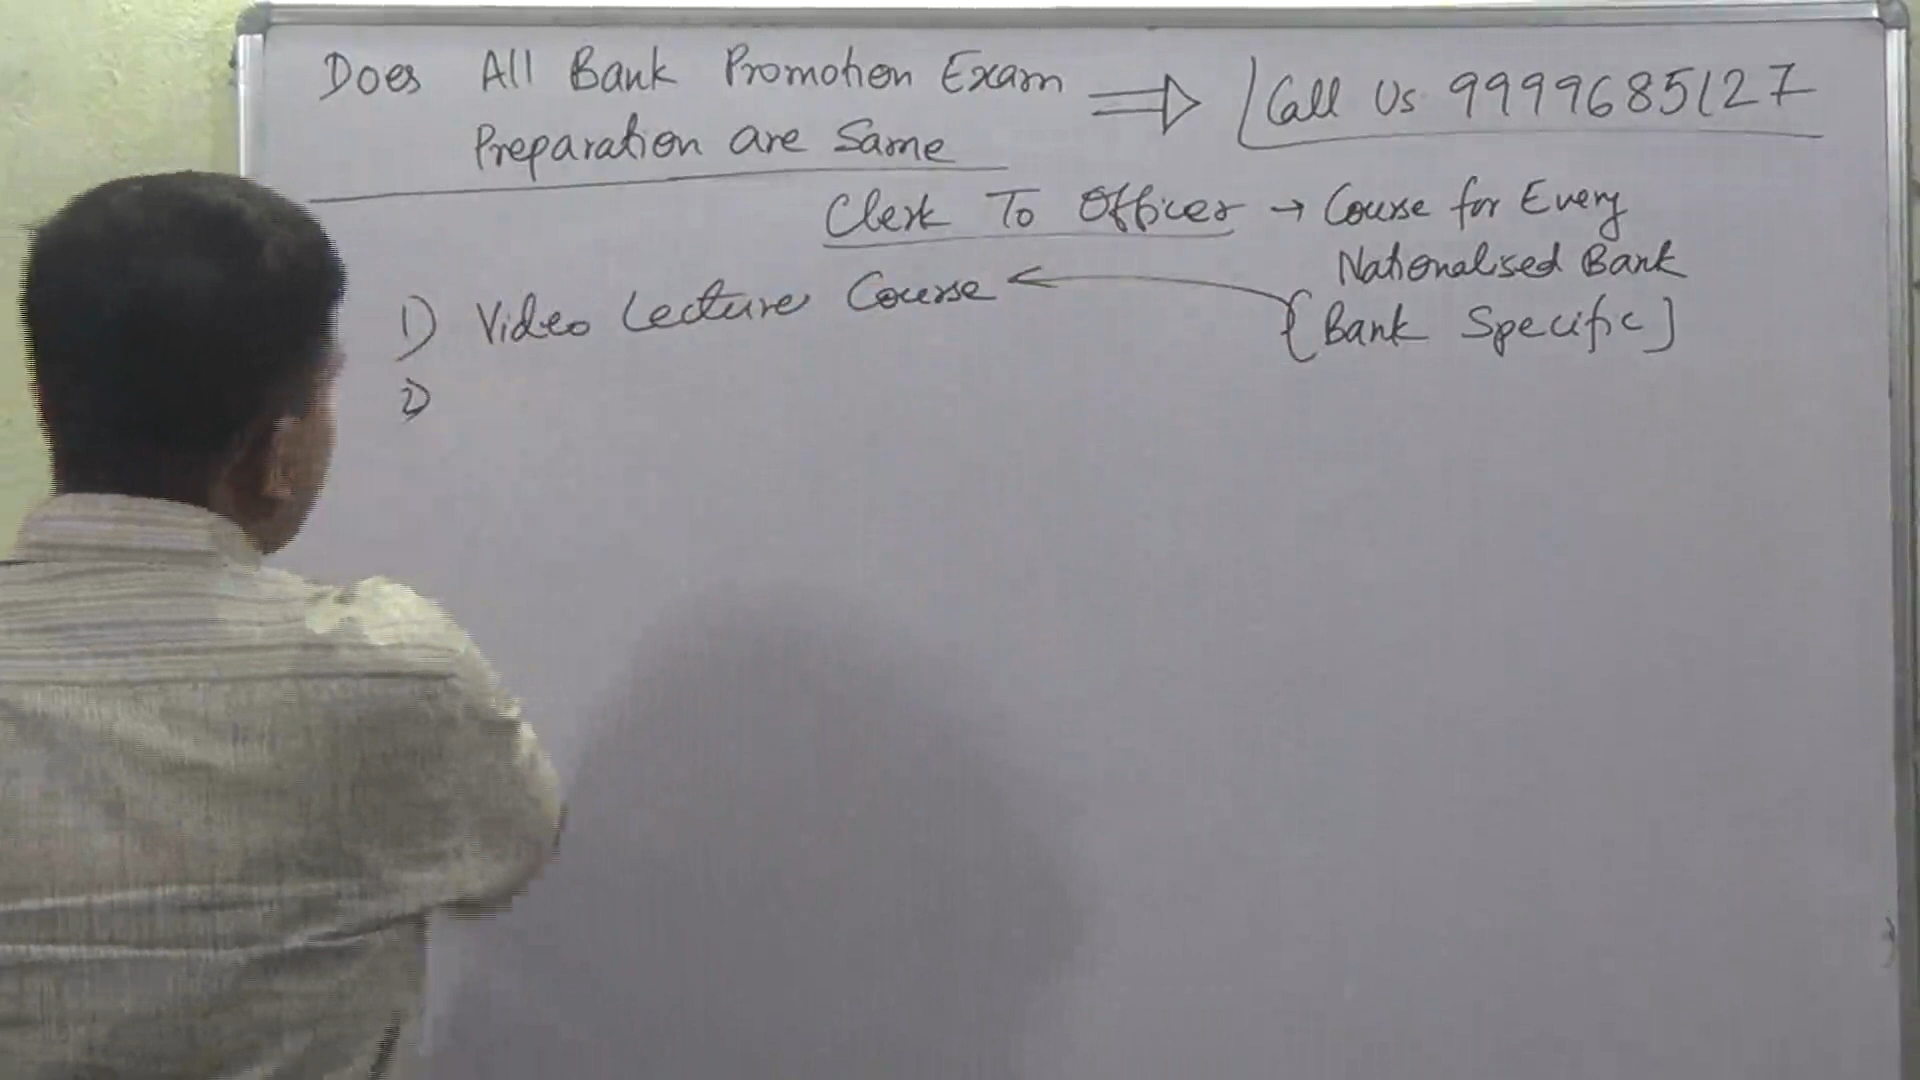 Does All Bank Promotion Exam
Preparation are Same
⇒ Call Us 9999685127
Clerk To Officer → Course for Every
Nationalised Bank
[Bank Specific]
1) Video Lecture Course ←
2)